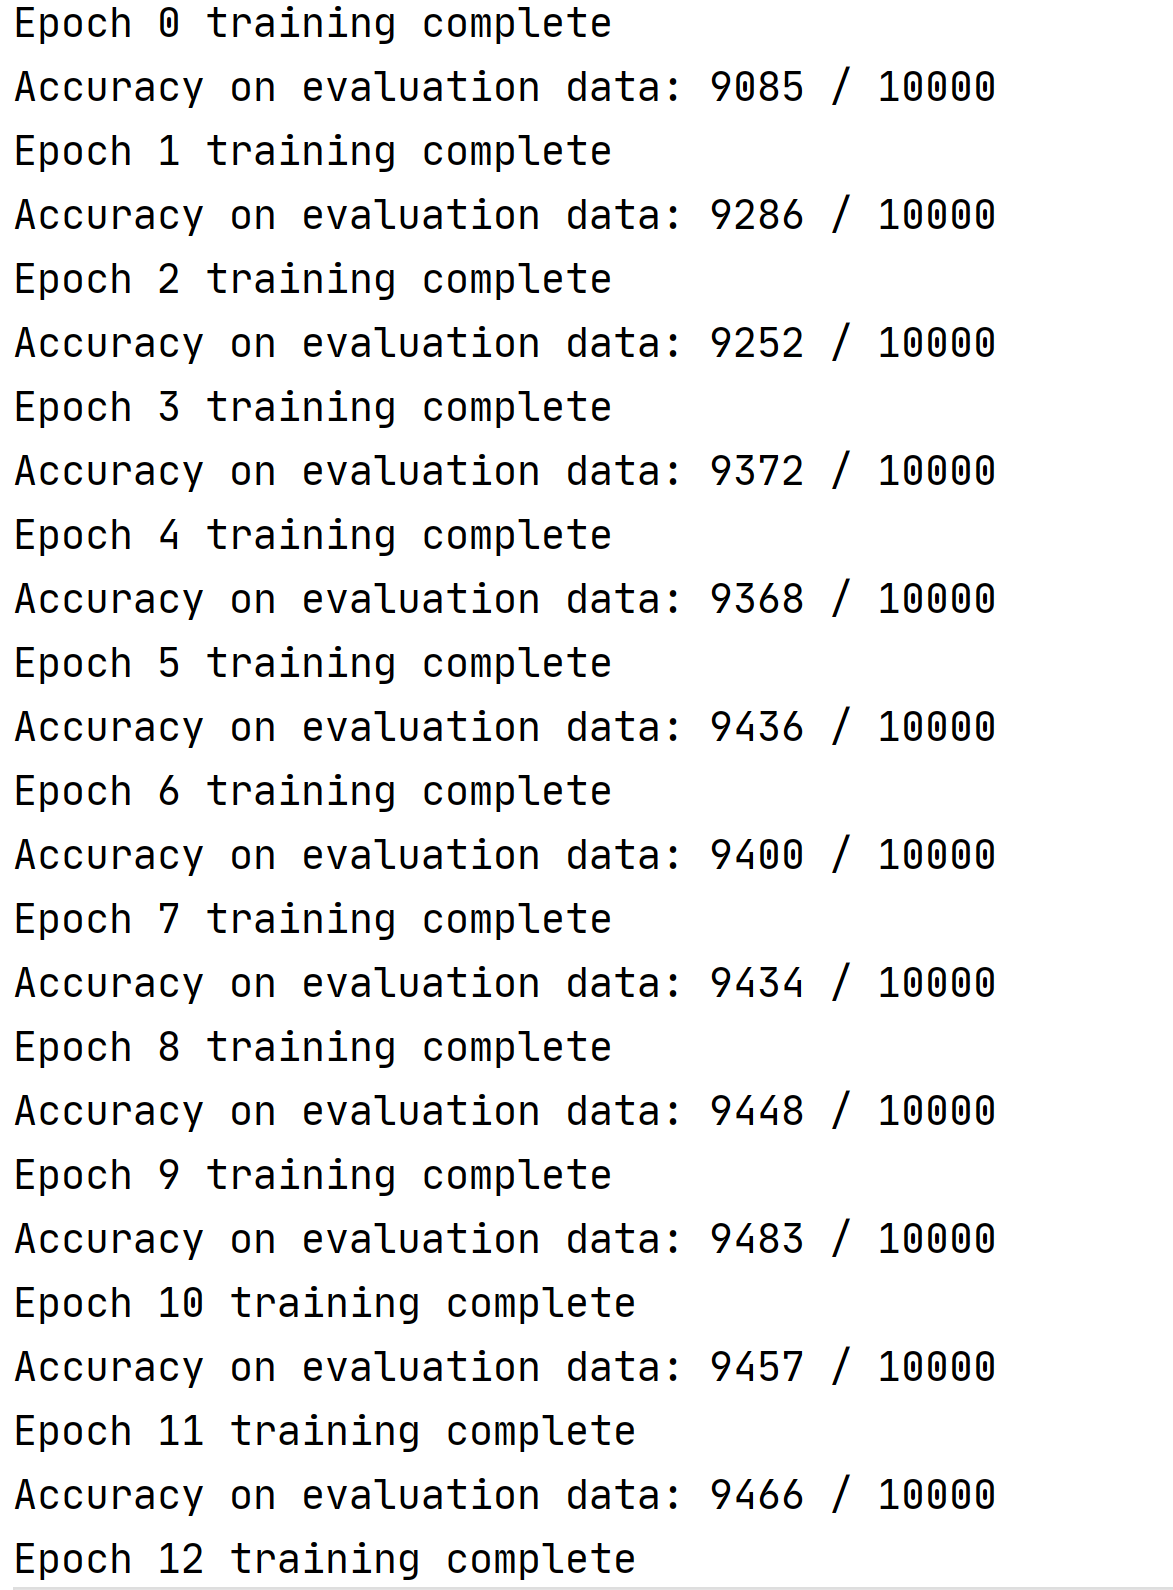 Epoch 0 training complete
Accuracy on evaluation data: 9085 / 10000
Epoch 1 training complete
Accuracy on evaluation data: 9286 / 10000
Epoch 2 training complete
Accuracy on evaluation data: 9252 / 10000
Epoch 3 training complete
Accuracy on evaluation data: 9372 / 10000
Epoch 4 training complete
Accuracy on evaluation data: 9368 / 10000
Epoch 5 training complete
Accuracy on evaluation data: 9436 / 10000
Epoch 6 training complete
Accuracy on evaluation data: 9400 / 10000
Epoch 7 training complete
Accuracy on evaluation data: 9434 / 10000
Epoch 8 training complete
Accuracy on evaluation data: 9448 / 10000
Epoch 9 training complete
Accuracy on evaluation data: 9483 / 10000
Epoch 10 training complete
Accuracy on evaluation data: 9457 / 10000
Epoch 11 training complete
Accuracy on evaluation data: 9466 / 10000
Epoch 12 training complete